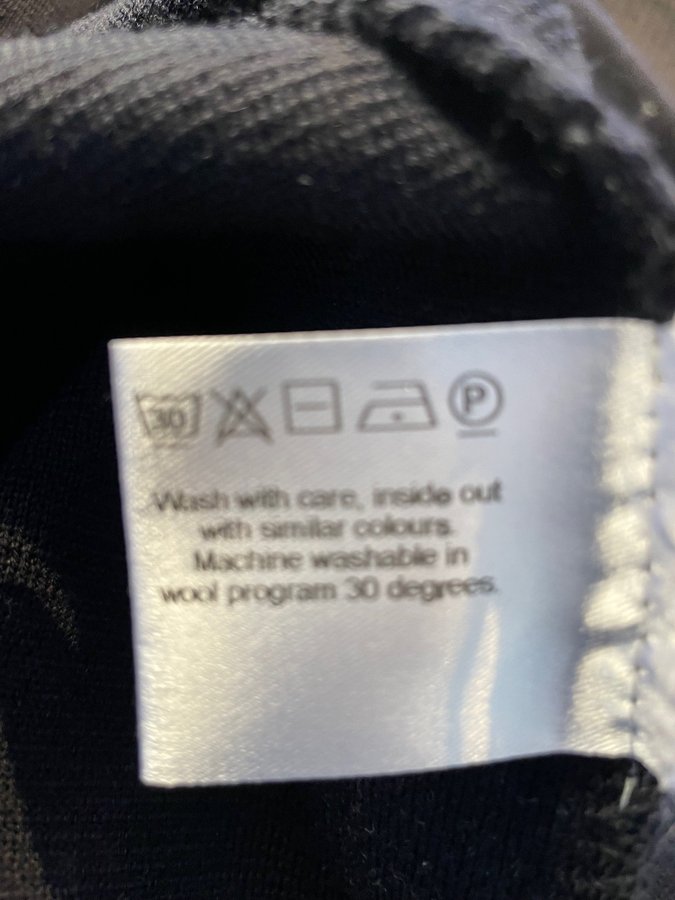 30 P
Wash with care, inside out
with similar colours.
Machine washable in
wool program 30 degrees.